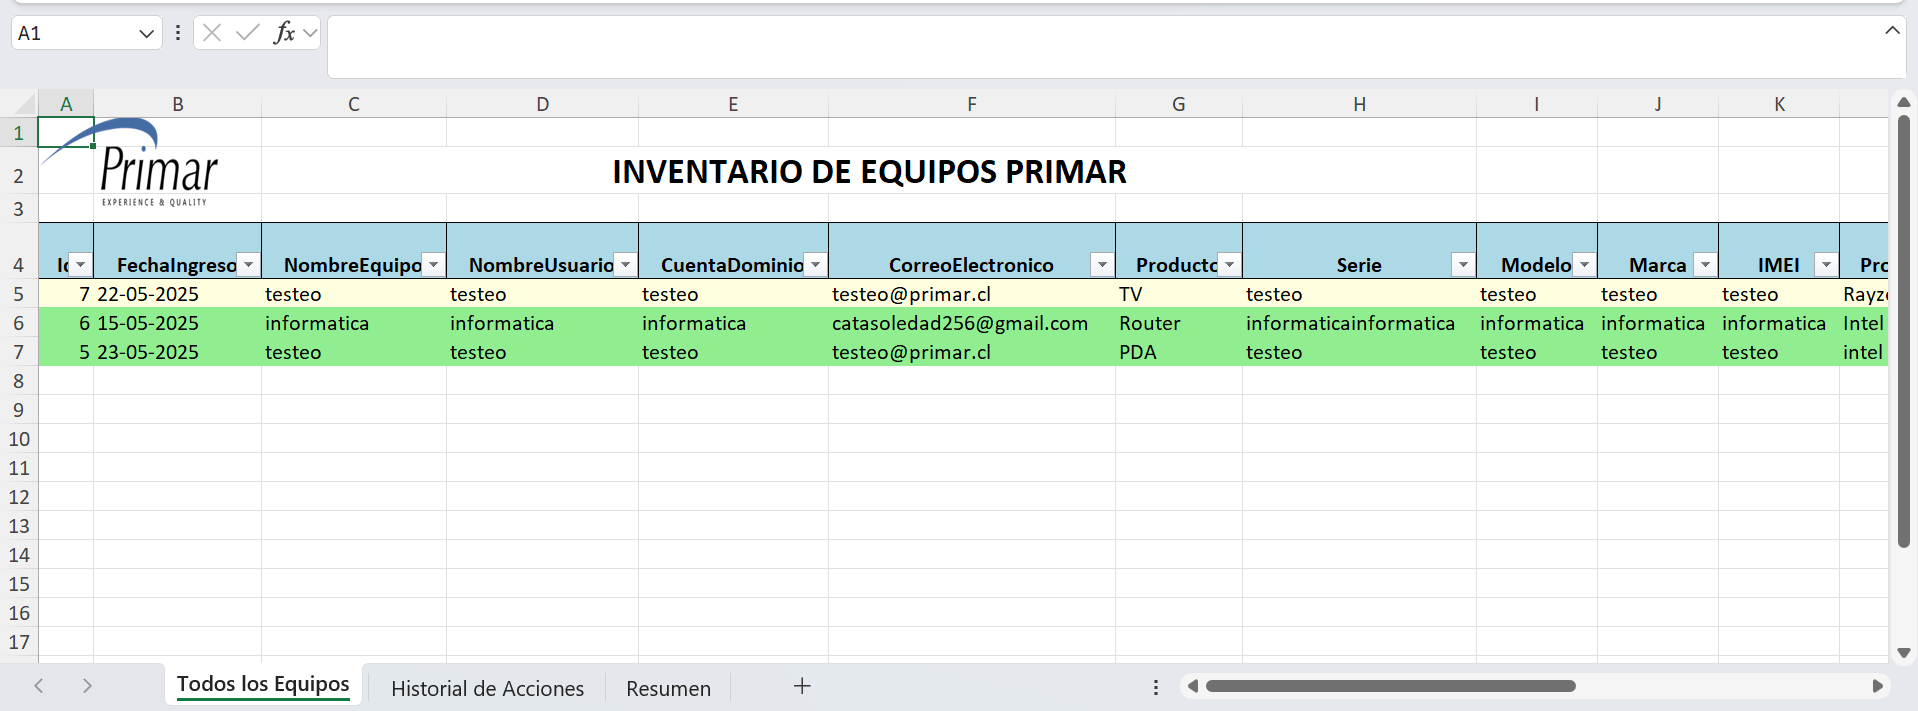 A1
fx
A B C D E F G H I J K
1
Primar
EXPERIENCE & QUALITY
2 INVENTARIO DE EQUIPOS PRIMAR
3
4 Id FechaIngreso NombreEquipo NombreUsuario CuentaDominio CorreoElectronico Producto Serie Modelo Marca IMEI Pro
5 7 22-05-2025 testeo testeo testeo testeo@primar.cl TV testeo testeo testeo testeo Rayze
6 6 15-05-2025 informatica informatica informatica catasoledad256@gmail.com Router informaticainformatica informatica informatica informatica Intel
7 5 23-05-2025 testeo testeo testeo testeo@primar.cl PDA testeo testeo testeo testeo intel
8
9
10
11
12
13
14
15
16
17
Todos los Equipos Historial de Acciones Resumen +